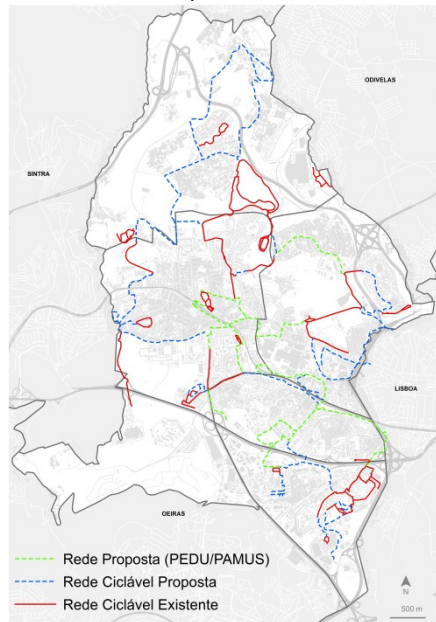 ODIVELAS
SINTRA
LISBOA
OEIRAS
Rede Proposta (PEDU/PAMUS)
Rede Ciclável Proposta
Rede Ciclável Existente
N
500 m